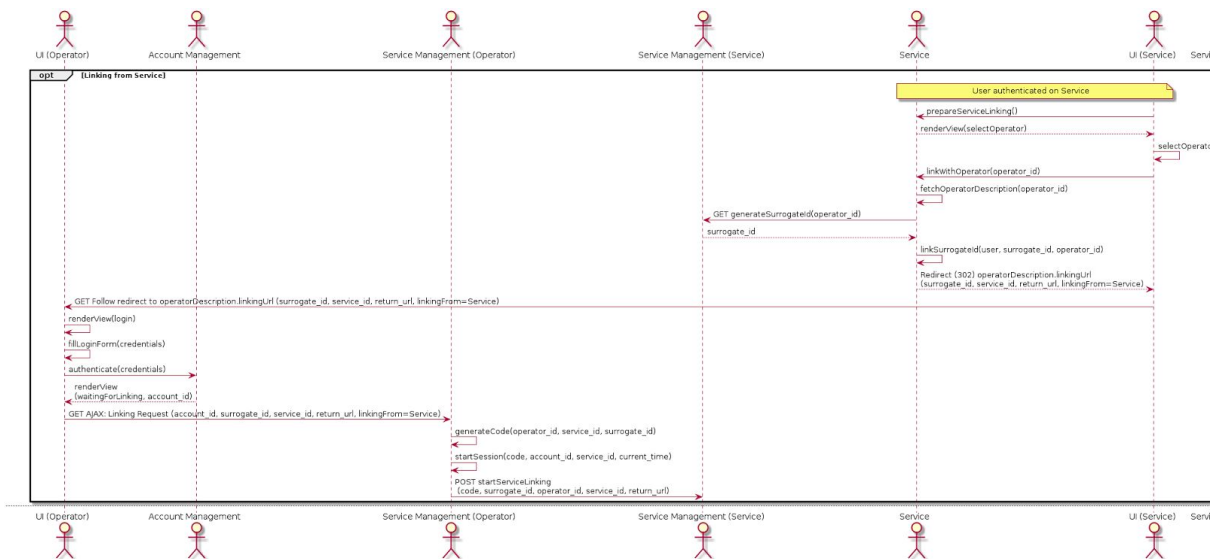 UI (Operator)
Account Management
Service Management (Operator)
Service Management (Service)
Service
UI (Service)
Servi
opt
[Linking from Service]
User authenticated on Service
prepareServiceLinking()
renderView(selectOperator)
selectOperato
linkWithOperator(operator_id)
fetchOperatorDescription(operator_id)
GET generateSurrogateId(operator_id)
surrogate_id
linkSurrogateId(user, surrogate_id, operator_id)
Redirect (302) operatorDescription.linkingUrl
(surrogate_id, service_id, return_url, linkingFrom=Service)
GET Follow redirect to operatorDescription.linkingUrl (surrogate_id, service_id, return_url, linkingFrom=Service)
renderView(login)
fillLoginForm(credentials)
authenticate(credentials)
renderView
(waitingForLinking, account_id)
GET AJAX: Linking Request (account_id, surrogate_id, service_id, return_url, linkingFrom=Service)
generateCode(operator_id, service_id, surrogate_id)
startSession(code, account_id, service_id, current_time)
POST startServiceLinking
(code, surrogate_id, operator_id, service_id, return_url)
UI (Operator)
Account Management
Service Management (Operator)
Service Management (Service)
Service
UI (Service)
Servi